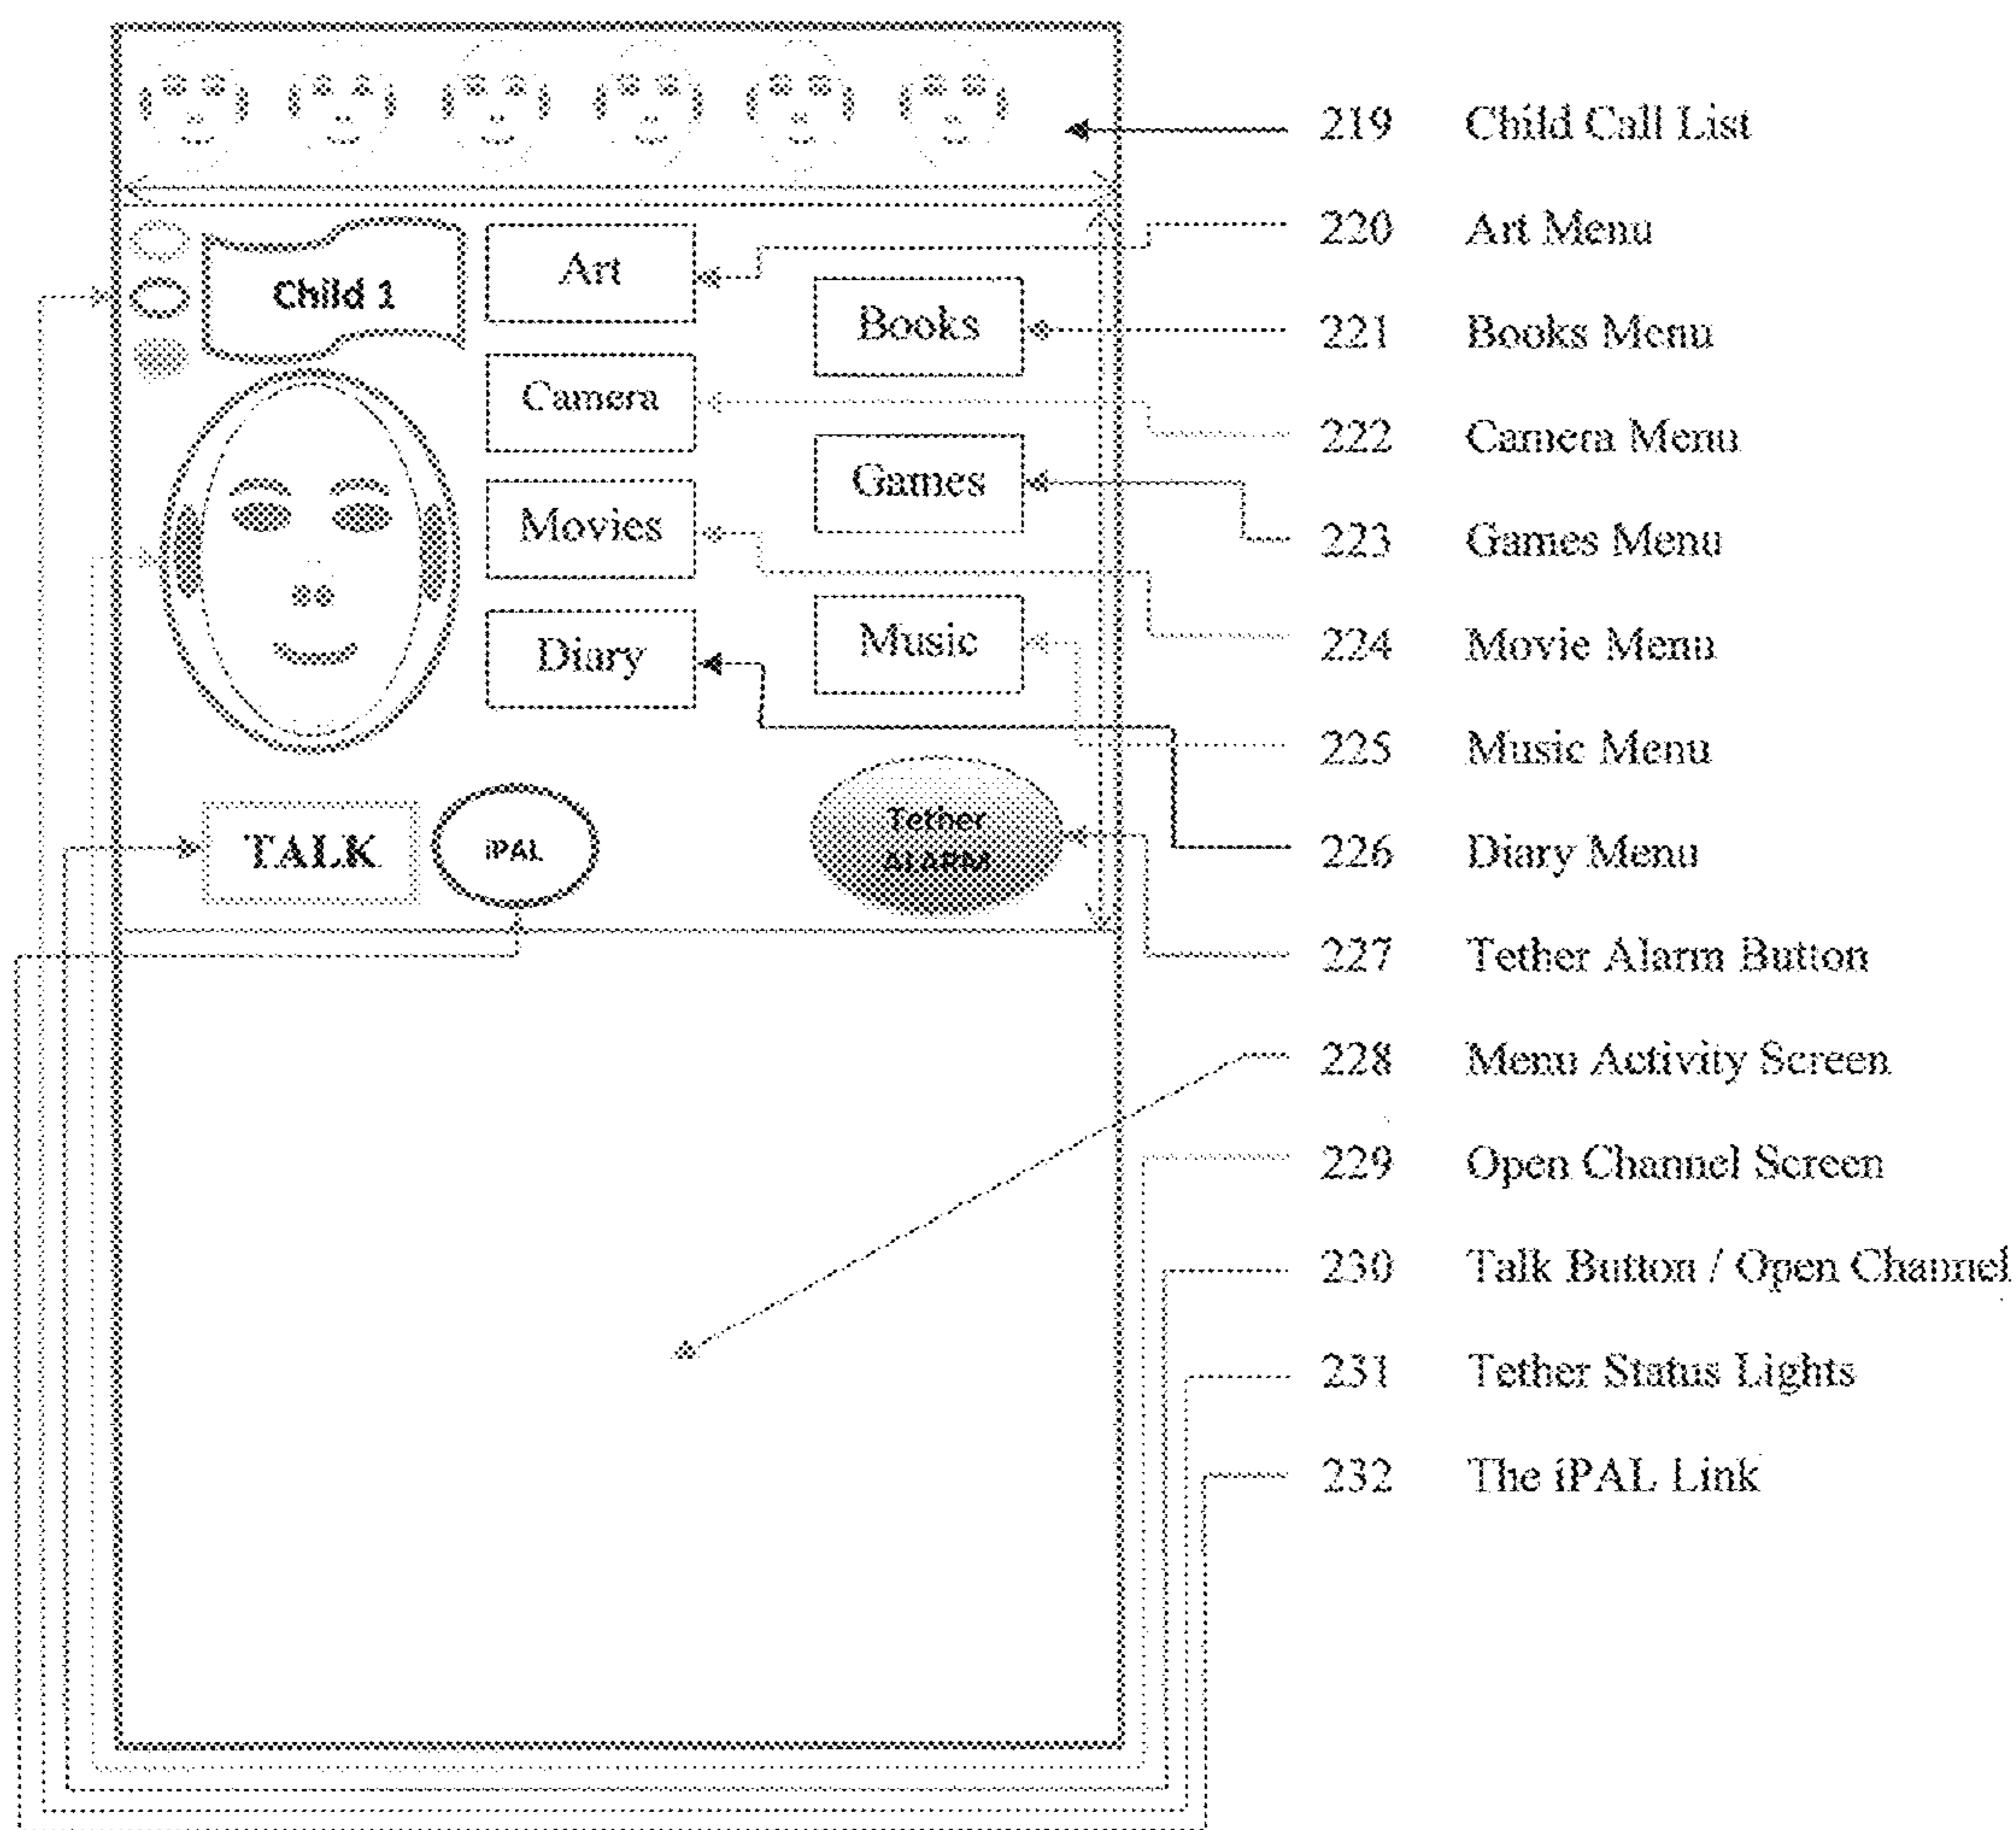 219 Child Call List
220 Art Menu
221 Books Menu
222 Camera Menu
223 Games Menu
224 Movie Menu
225 Music Menu
226 Diary Menu
227 Tether Alarm Button
228 Menu Activity Screen
229 Open Channel Screen
230 Talk Button / Open Channel
231 Tether Status Lights
232 The iPAL Link
Child 1
Art
Books
Camera
Games
Movies
Music
Diary
TALK
iPAL
Tether
ALARM